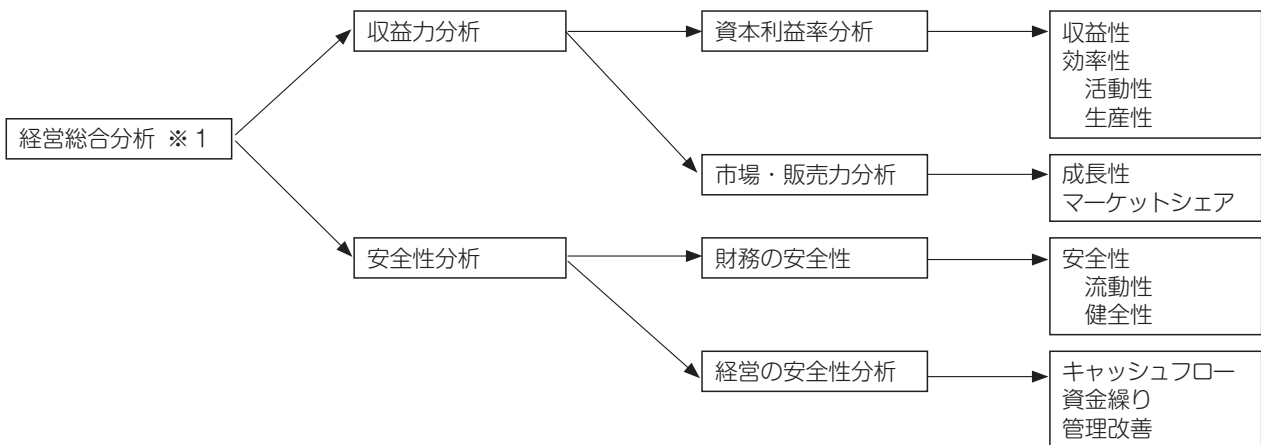 経営総合分析 ※1
収益力分析
資本利益率分析
収益性
効率性
活動性
生産性
市場・販売力分析
成長性
マーケットシェア
安全性分析
財務の安全性
安全性
流動性
健全性
経営の安全性分析
キャッシュフロー
資金繰り
管理改善